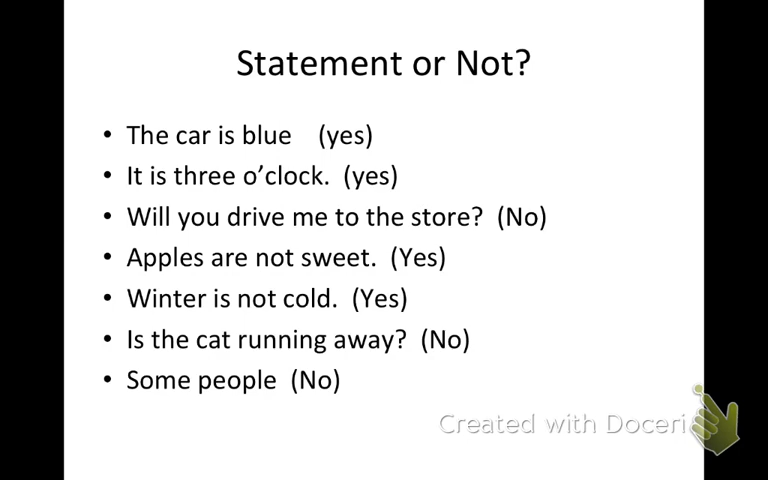 Statement or Not?
• The car is blue (yes)
• It is three o’clock. (yes)
• Will you drive me to the store? (No)
• Apples are not sweet. (Yes)
• Winter is not cold. (Yes)
• Is the cat running away? (No)
• Some people (No)
Created with Doceri